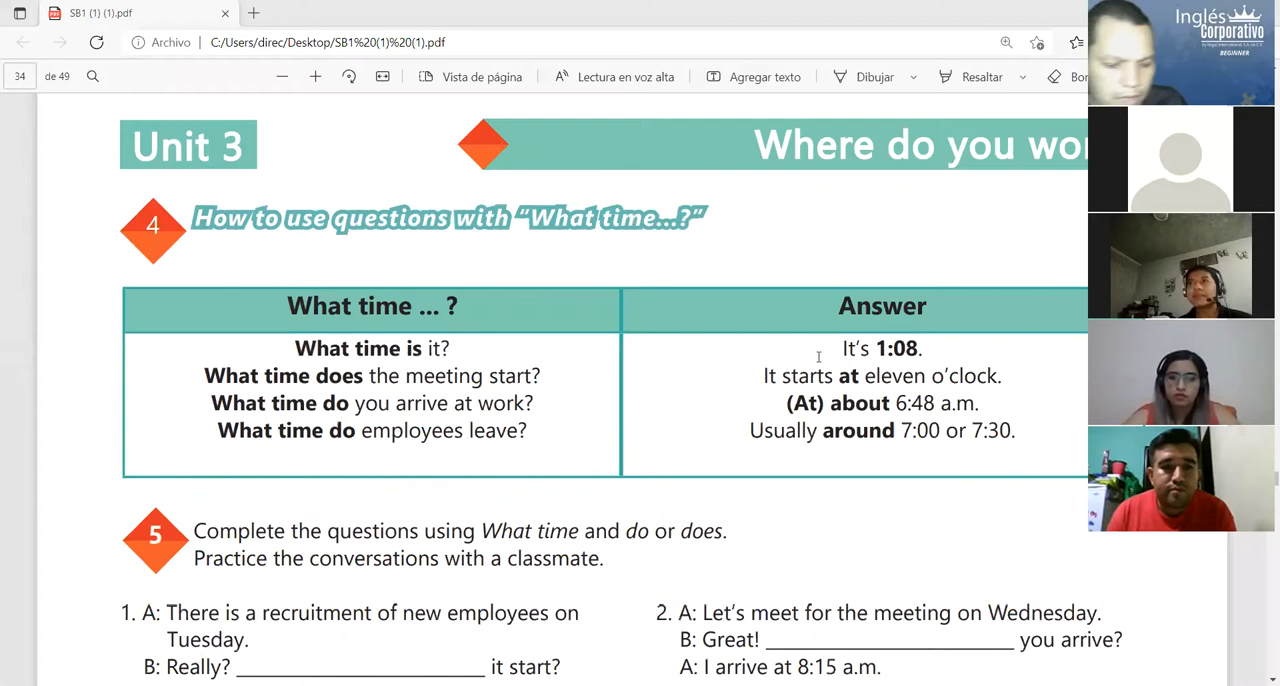 SB1 (1) (1).pdf
Archivo
C:/Users/direc/Desktop/SB1%20(1)%20(1).pdf
34
de 49
Vista de página
Lectura en voz alta
Agregar texto
Dibujar
Resaltar
Inglés
Corporativo
BEGINNER
Unit 3
Where do you wo
4
How to use questions with “What time...?”
What time ... ?
Answer
What time is it?
It’s 1:08.
What time does the meeting start?
It starts at eleven o’clock.
What time do you arrive at work?
(At) about 6:48 a.m.
What time do employees leave?
Usually around 7:00 or 7:30.
5
Complete the questions using What time and do or does.
Practice the conversations with a classmate.
1. A: There is a recruitment of new employees on
Tuesday.
B: Really? ______________________ it start?
2. A: Let’s meet for the meeting on Wednesday.
B: Great! ______________________ you arrive?
A: I arrive at 8:15 a.m.